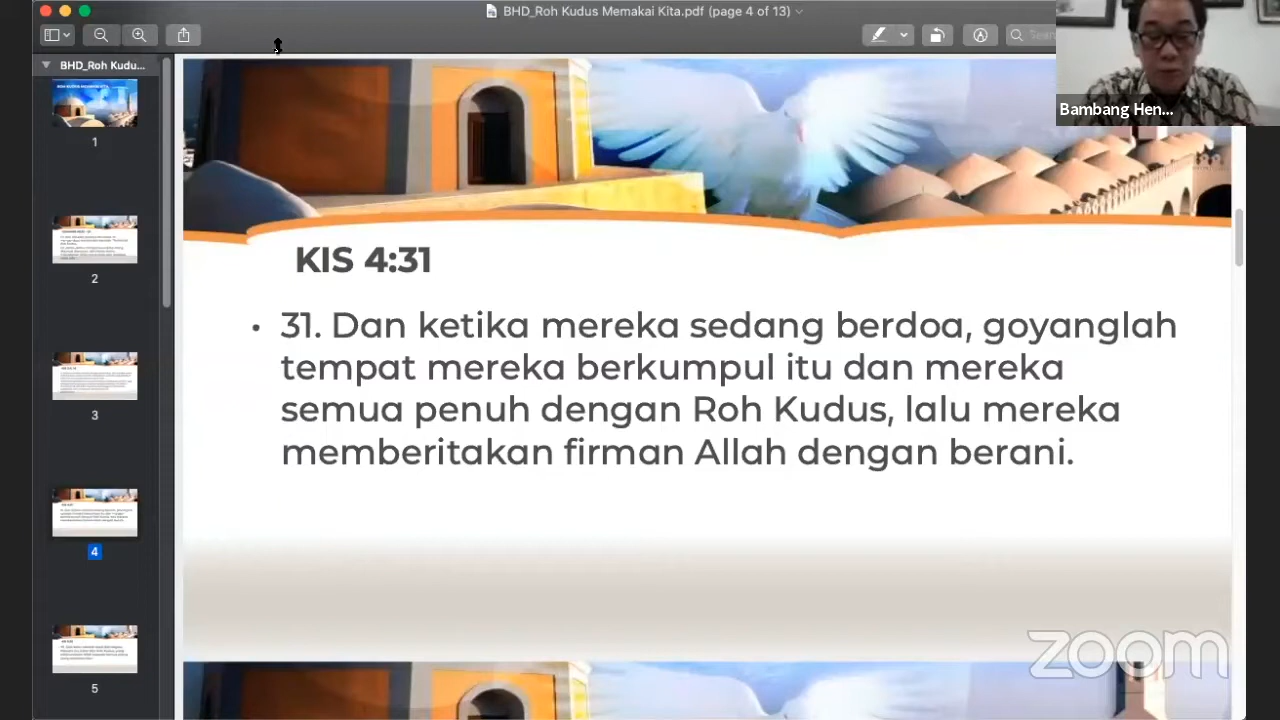 BHD_Roh Kudus Memakai Kita.pdf (page 4 of 13)
BHD_Roh Kudu...
Bambang Hen...
1
2
3
4
5
KIS 4:31
• 31. Dan ketika mereka sedang berdoa, goyanglah
tempat mereka berkumpul itu dan mereka
semua penuh dengan Roh Kudus, lalu mereka
memberitakan firman Allah dengan berani.
zoom